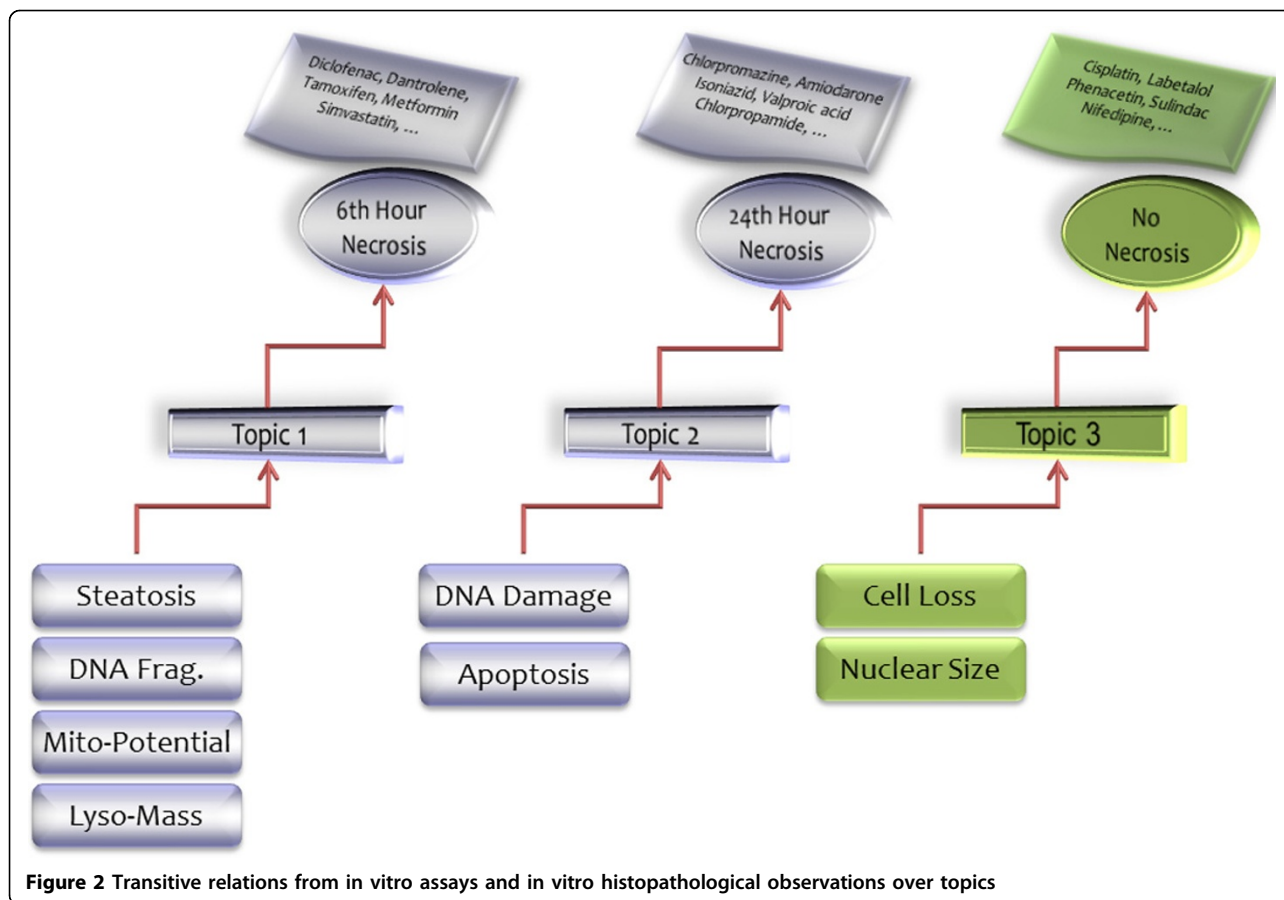 Diclofenac, Dantrolene,
Tamoxifen, Metformin
Simvastatin, ...
Chlorpromazine, Amiodarone
Isoniazid, Valproic acid
Chlorpropamide, ...
Cisplatin, Labetalol
Phenacetin, Sulindac
Nifedipine, ...
6th Hour
Necrosis
24th Hour
Necrosis
No
Necrosis
Topic 1
Topic 2
Topic 3
Steatosis
DNA Frag.
Mito-Potential
Lyso-Mass
DNA Damage
Apoptosis
Cell Loss
Nuclear Size
Figure 2 Transitive relations from in vitro assays and in vitro histopathological observations over topics